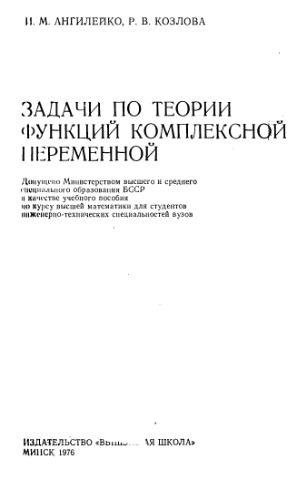 И. М. АНГИЛЕЙКО, Р. В. КОЗЛОВА
ЗАДАЧИ ПО ТЕОРИИ
ФУНКЦИЙ КОМПЛЕКСНОЙ
ПЕРЕМЕННОЙ
Допущено Министерством высшего и среднего
специального образования БССР
в качестве учебного пособия
по курсу высшей математики для студентов
инженерно-технических специальностей вузов
ИЗДАТЕЛЬСТВО «ВЫШЭЙШАЯ ШКОЛА»
МИНСК 1976